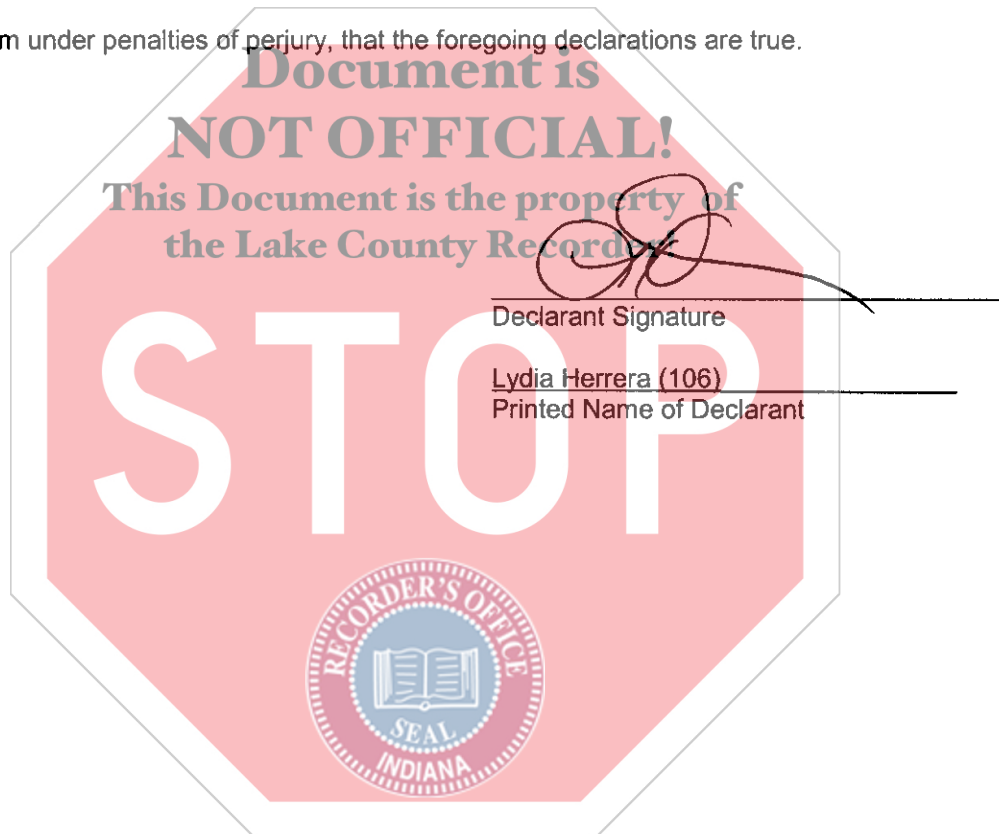 m under penalties of perjury, that the foregoing declarations are true.
Document is
NOT OFFICIAL!
This Document is the property of
the Lake County Recorder!
Declarant Signature
Lydia Herrera (106)
Printed Name of Declarant
STOP
RECORDER'S OFFICE
SEAL
INDIANA